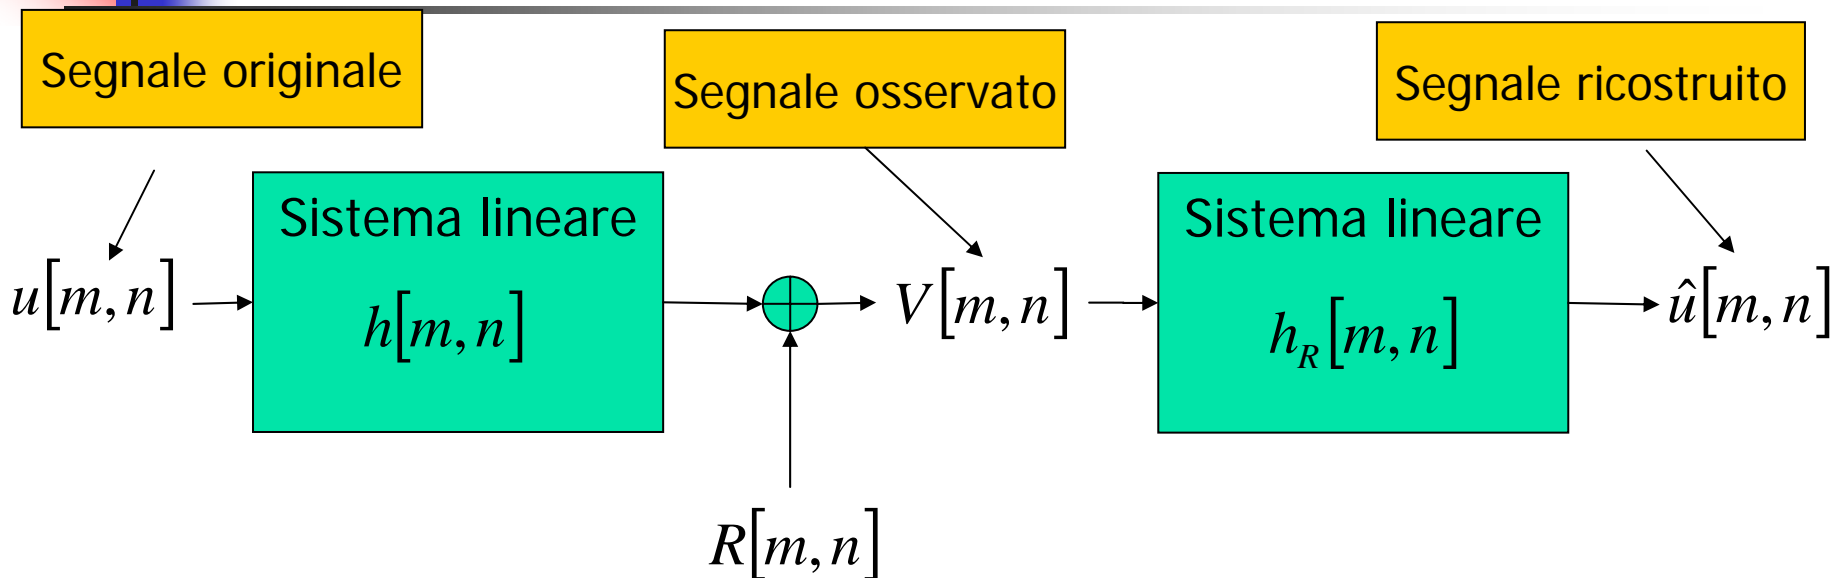 Segnale originale
Segnale osservato
Segnale ricostruito
Sistema lineare
Sistema lineare
u[m,n]
h[m,n]
V[m,n]
h_R[m,n]
û[m,n]
R[m,n]